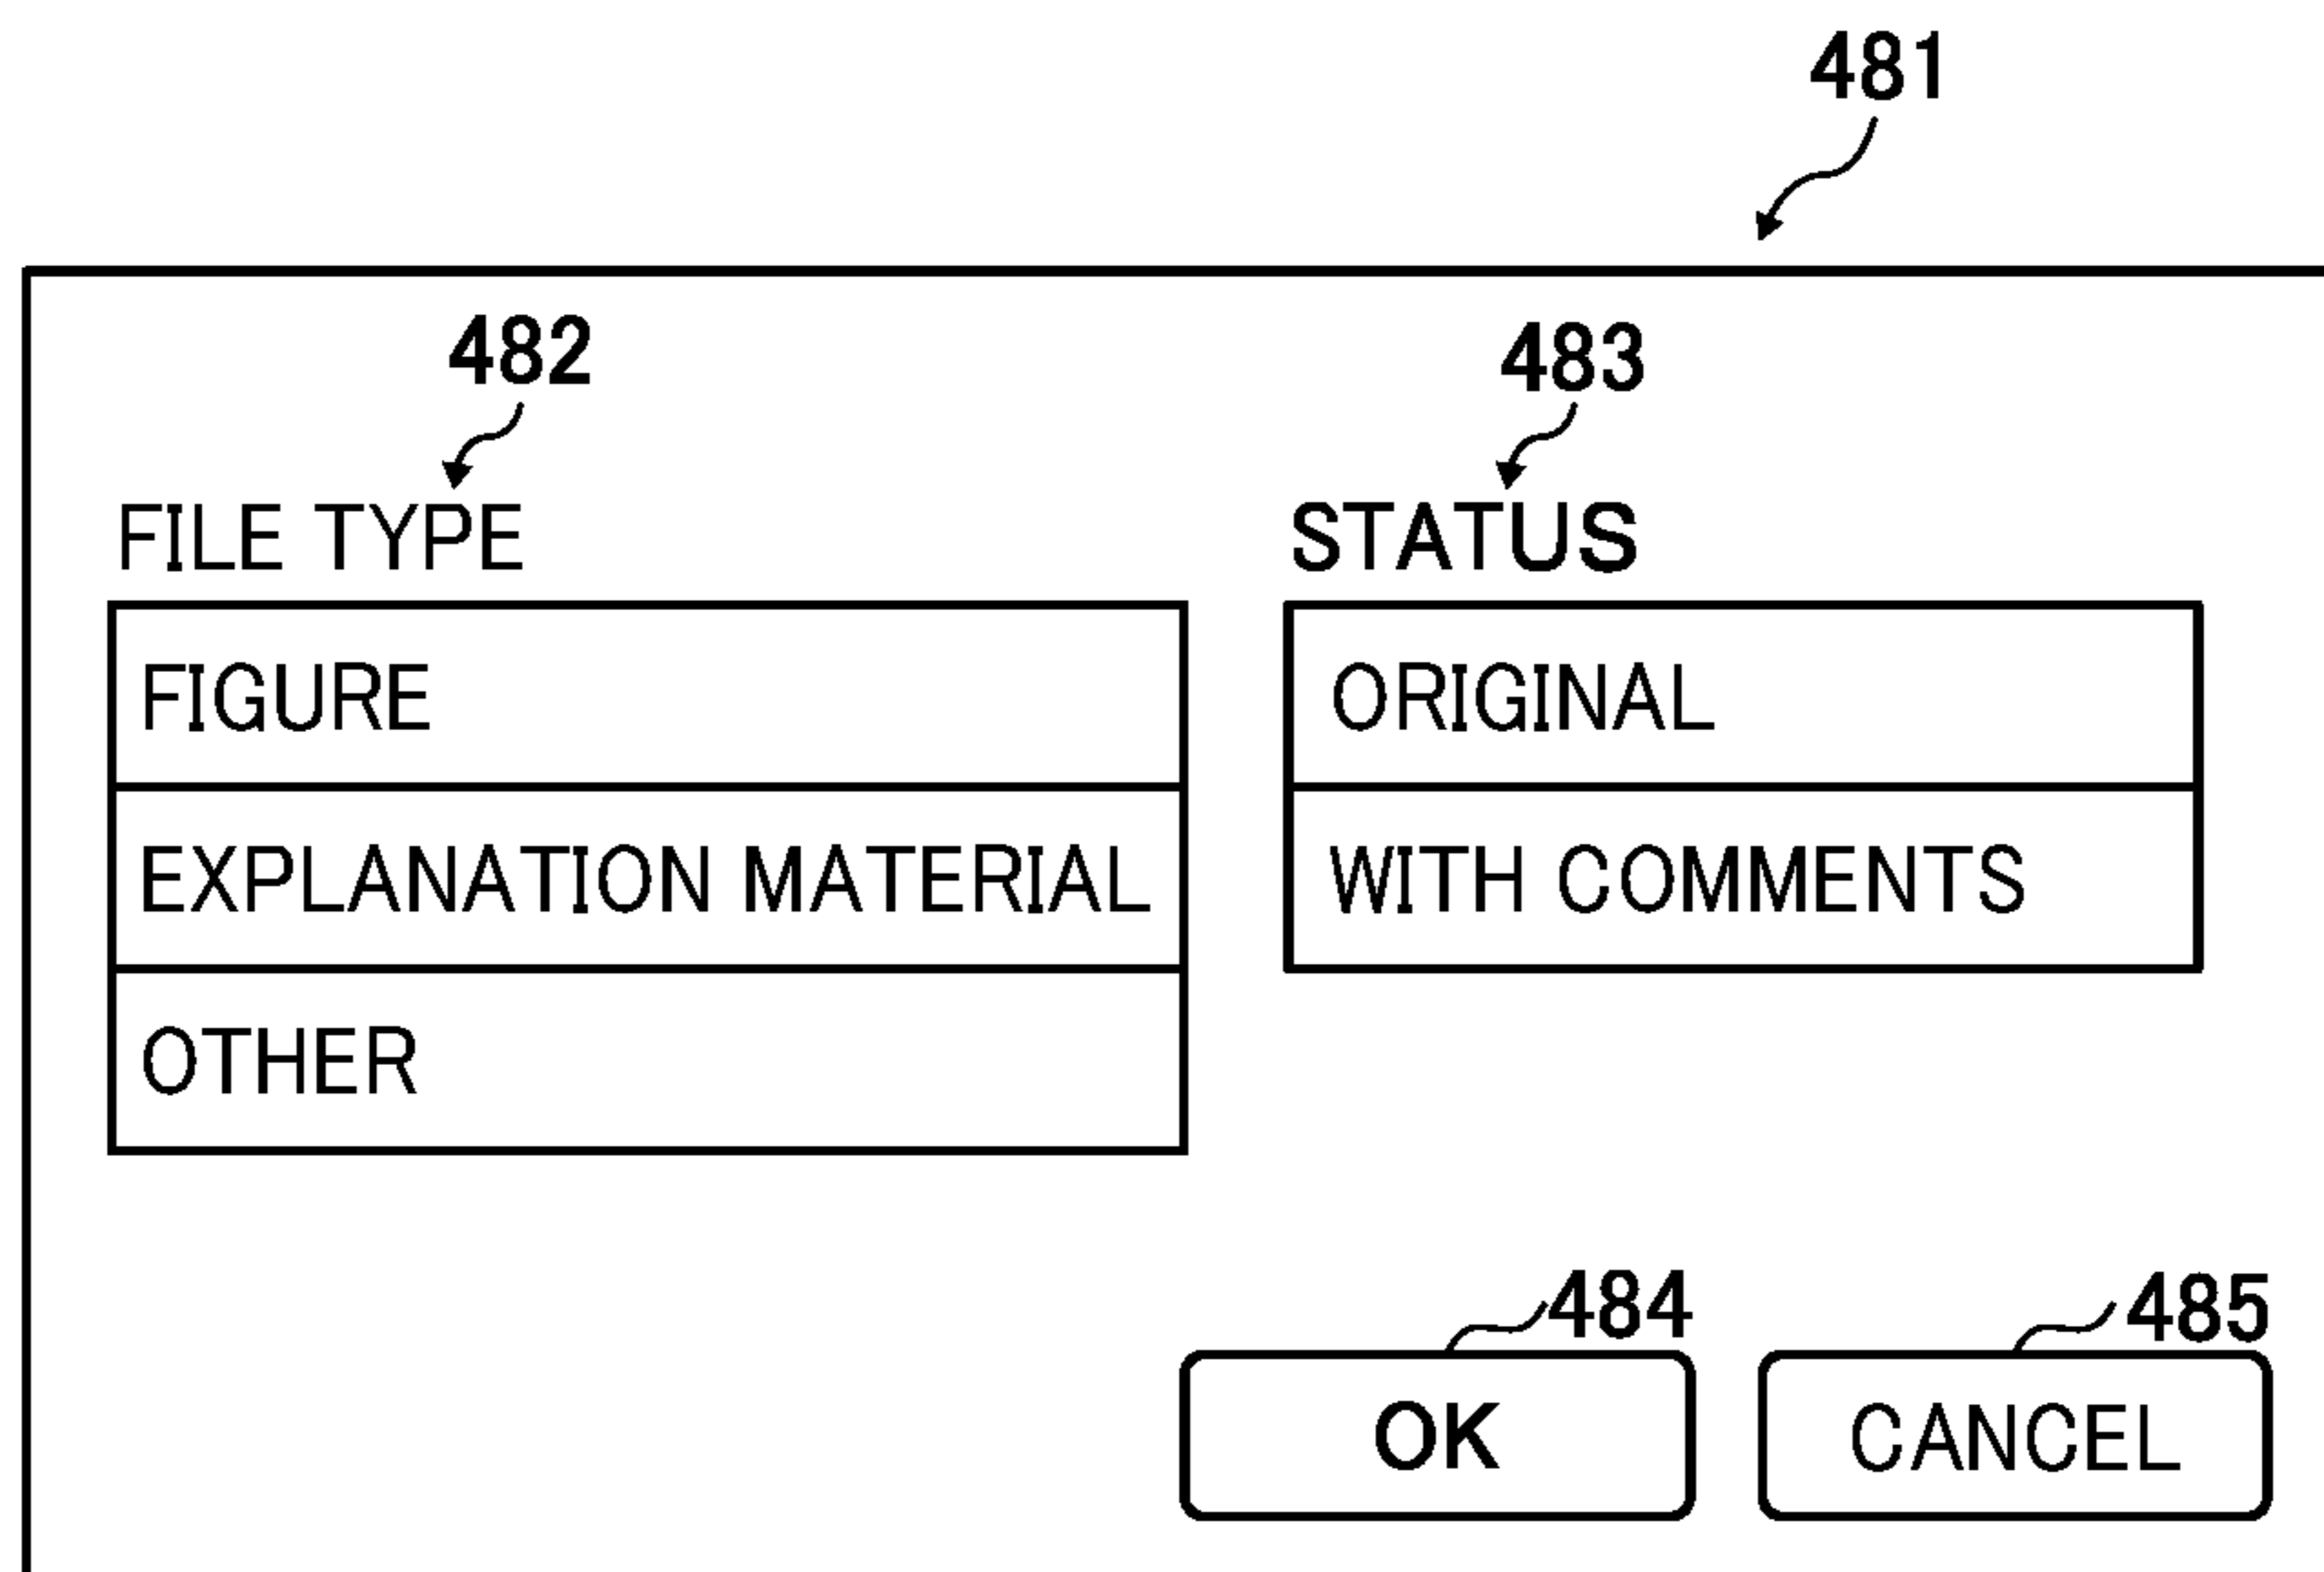 481
482
483
FILE TYPE
STATUS
FIGURE
ORIGINAL
EXPLANATION MATERIAL
WITH COMMENTS
OTHER
484
485
OK
CANCEL